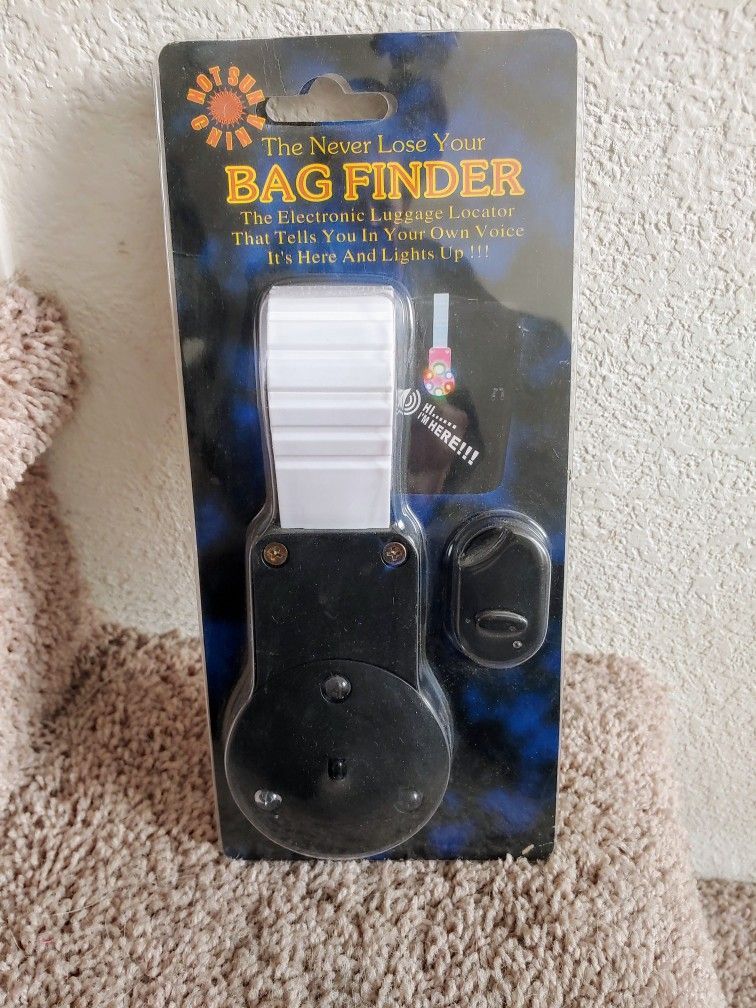 HOT SUN KING
The Never Lose Your
BAG FINDER
The Electronic Luggage Locator
That Tells You In Your Own Voice
It's Here And Lights Up !!!
HI......
I'M HERE!!!